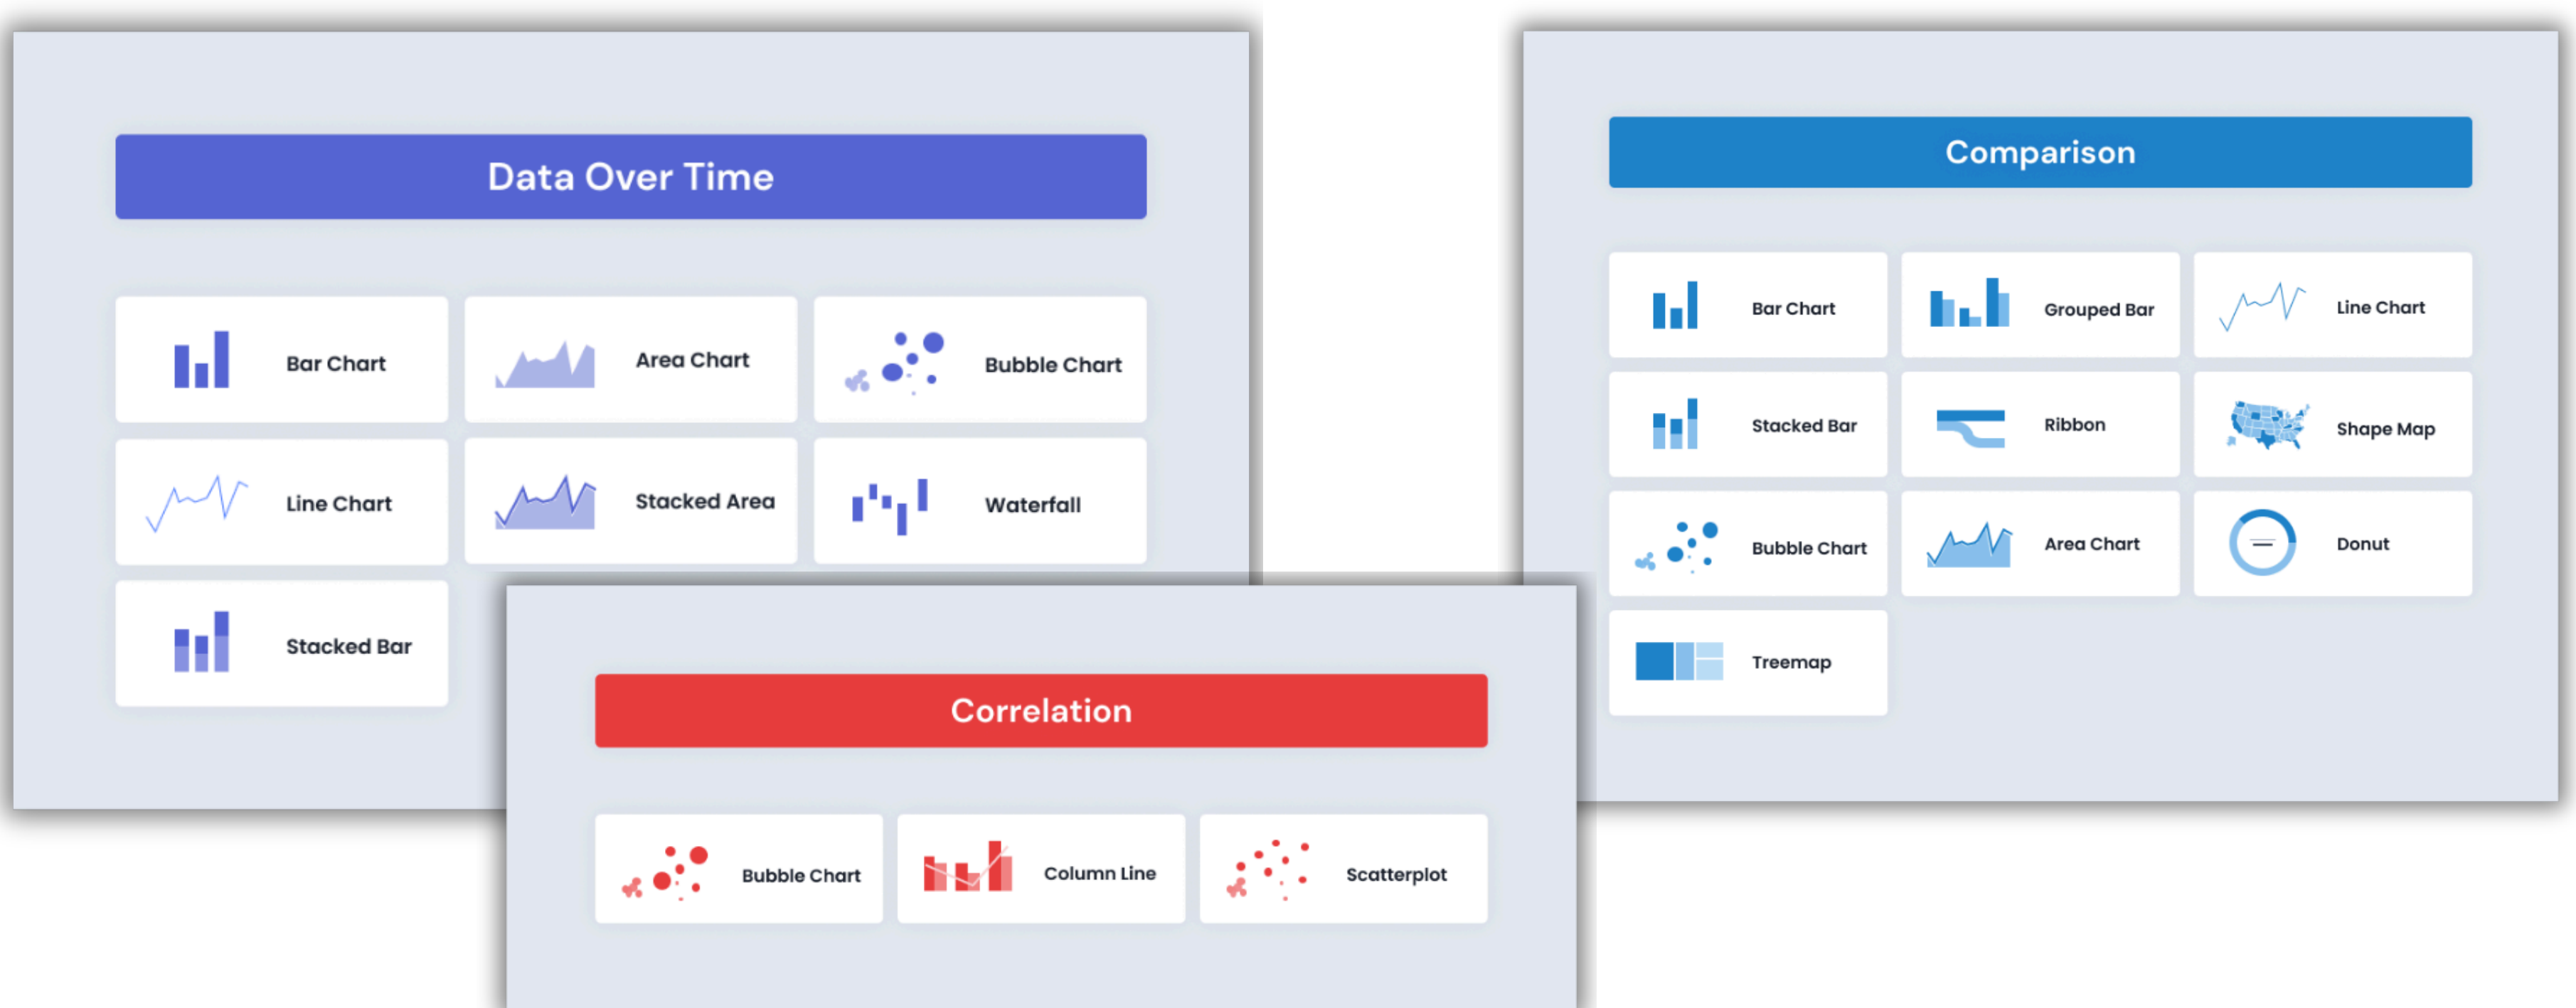 Data Over Time
Bar Chart
Area Chart
Bubble Chart
Line Chart
Stacked Area
Waterfall
Stacked Bar
Comparison
Bar Chart
Grouped Bar
Line Chart
Stacked Bar
Ribbon
Shape Map
Bubble Chart
Area Chart
Donut
Treemap
Correlation
Bubble Chart
Column Line
Scatterplot